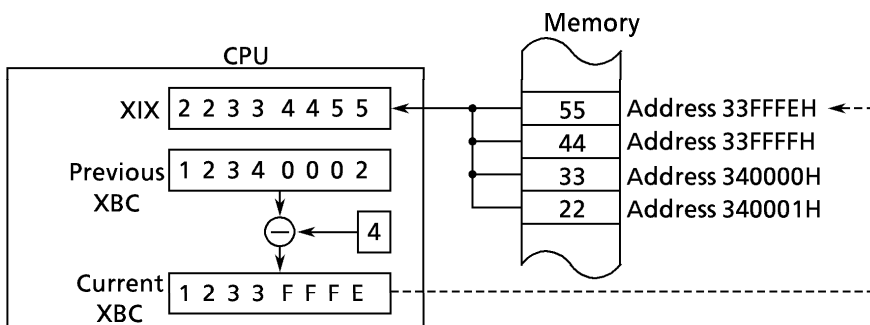 Memory
CPU
XIX 2 2 3 3 4 4 5 5 55 Address 33FFFEH
44 Address 33FFFFH
Previous XBC 1 2 3 4 0 0 0 2 33 Address 340000H
22 Address 340001H
− 4
Current XBC 1 2 3 3 F F F E